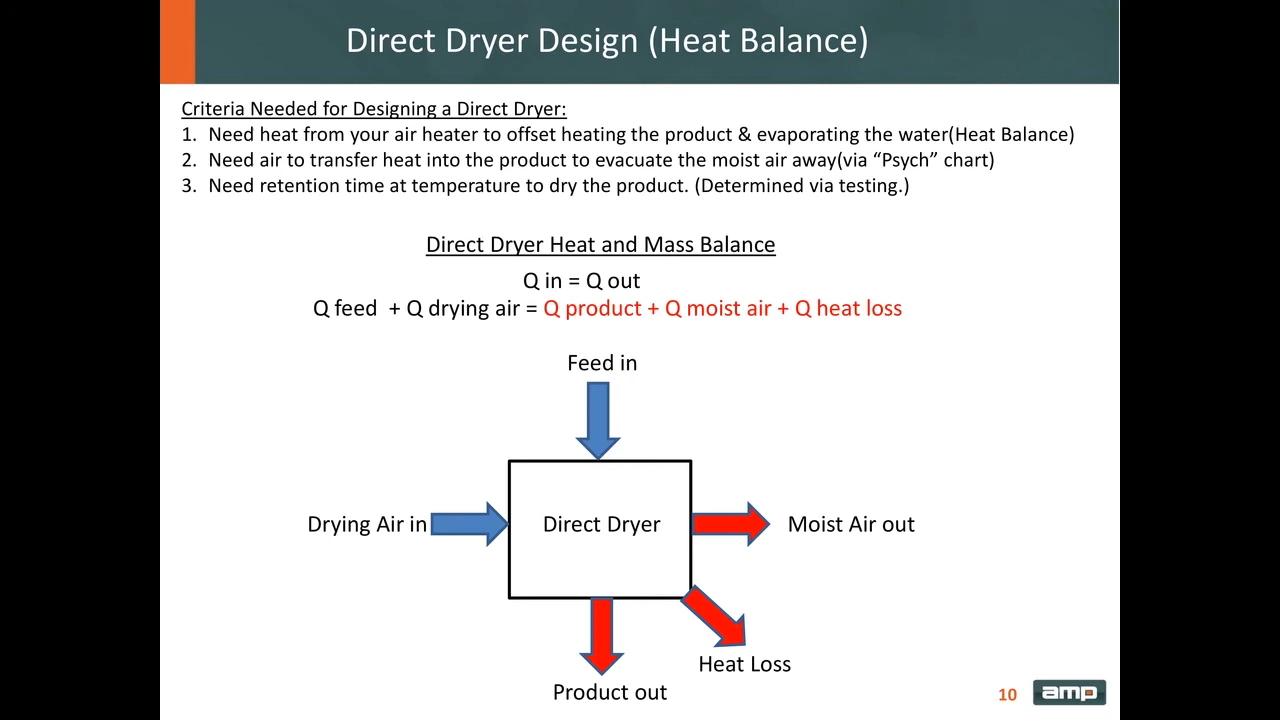 Direct Dryer Design (Heat Balance)
Criteria Needed for Designing a Direct Dryer:
1. Need heat from your air heater to offset heating the product & evaporating the water(Heat Balance)
2. Need air to transfer heat into the product to evacuate the moist air away(via “Psych” chart)
3. Need retention time at temperature to dry the product. (Determined via testing.)
Direct Dryer Heat and Mass Balance
Q in = Q out
Q feed + Q drying air = Q product + Q moist air + Q heat loss
Feed in
Drying Air in
Direct Dryer
Moist Air out
Heat Loss
Product out
10
amp